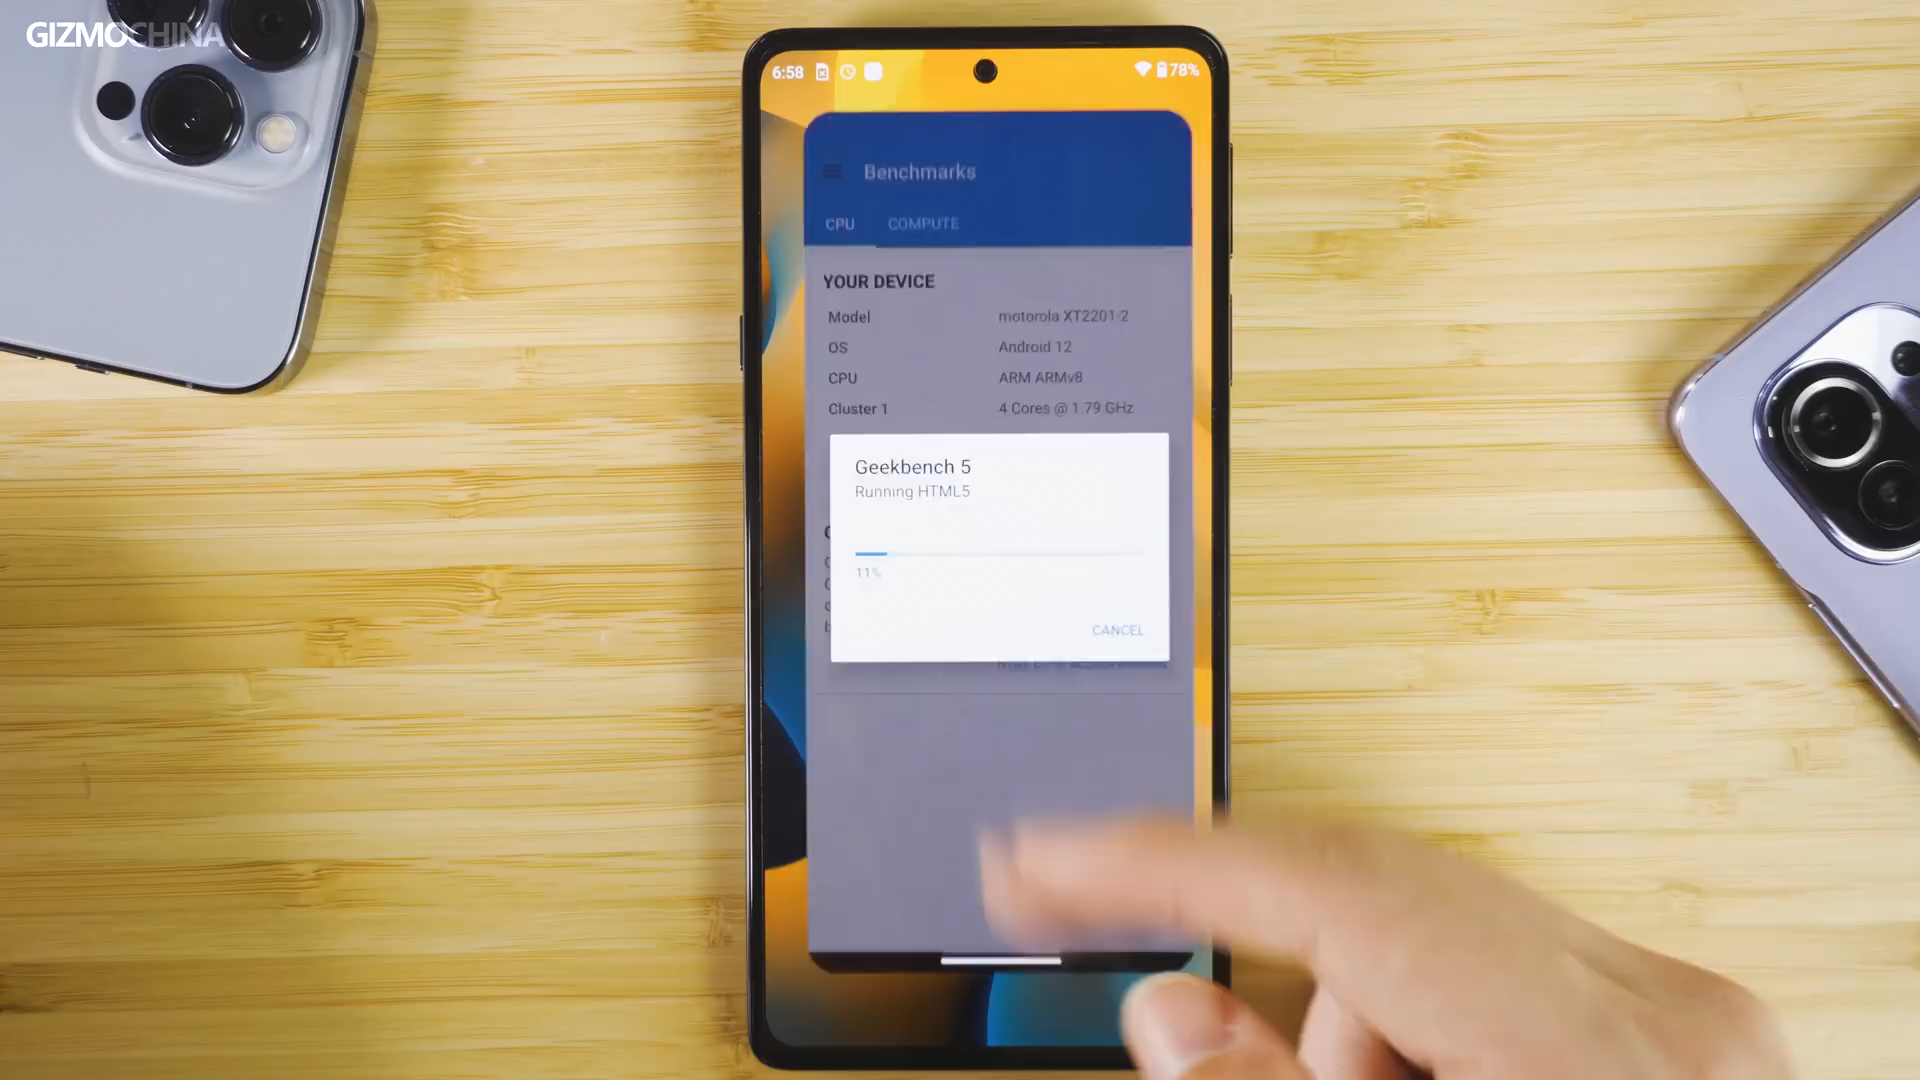 GIZMOCHINA
6:58
78%
Benchmarks
CPU COMPUTE
YOUR DEVICE
Model motorola XT2201-2
OS Android 12
CPU ARM ARMv8
Cluster 1 4 Cores @ 1.79 GHz
Geekbench 5
Running HTML5
11%
CANCEL